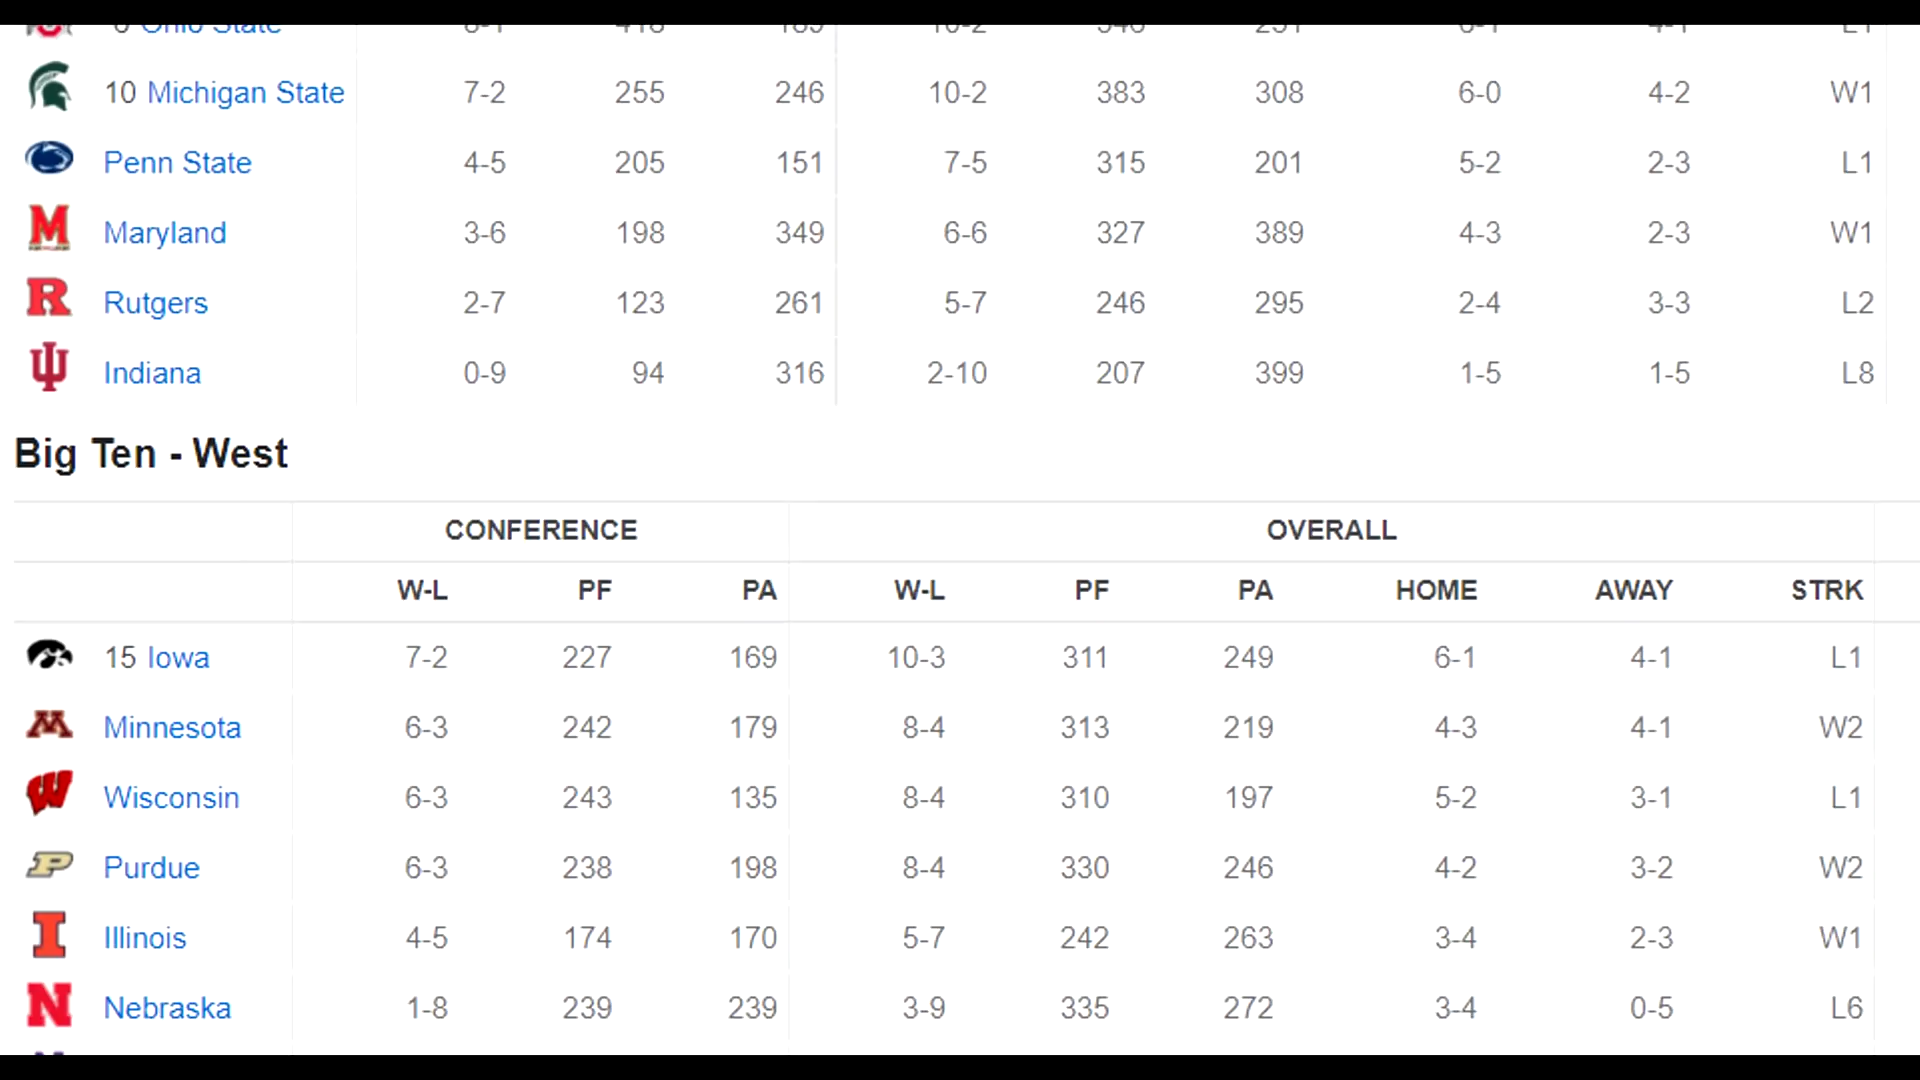 Ohio State
10 Michigan State 7-2 255 246 10-2 383 308 6-0 4-2 W1
Penn State 4-5 205 151 7-5 315 201 5-2 2-3 L1
M Maryland 3-6 198 349 6-6 327 389 4-3 2-3 W1
R Rutgers 2-7 123 261 5-7 246 295 2-4 3-3 L2
Indiana 0-9 94 316 2-10 207 399 1-5 1-5 L8
Big Ten - West
CONFERENCE OVERALL
W-L PF PA W-L PF PA HOME AWAY STRK
15 Iowa 7-2 227 169 10-3 311 249 6-1 4-1 L1
M Minnesota 6-3 242 179 8-4 313 219 4-3 4-1 W2
W Wisconsin 6-3 243 135 8-4 310 197 5-2 3-1 L1
P Purdue 6-3 238 198 8-4 330 246 4-2 3-2 W2
I Illinois 4-5 174 170 5-7 242 263 3-4 2-3 W1
N Nebraska 1-8 239 239 3-9 335 272 3-4 0-5 L6